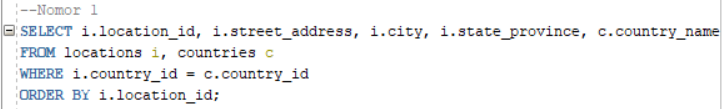 --Nomor 1
SELECT i.location_id, i.street_address, i.city, i.state_province, c.country_name
FROM locations i, countries c
WHERE i.country_id = c.country_id
ORDER BY i.location_id;